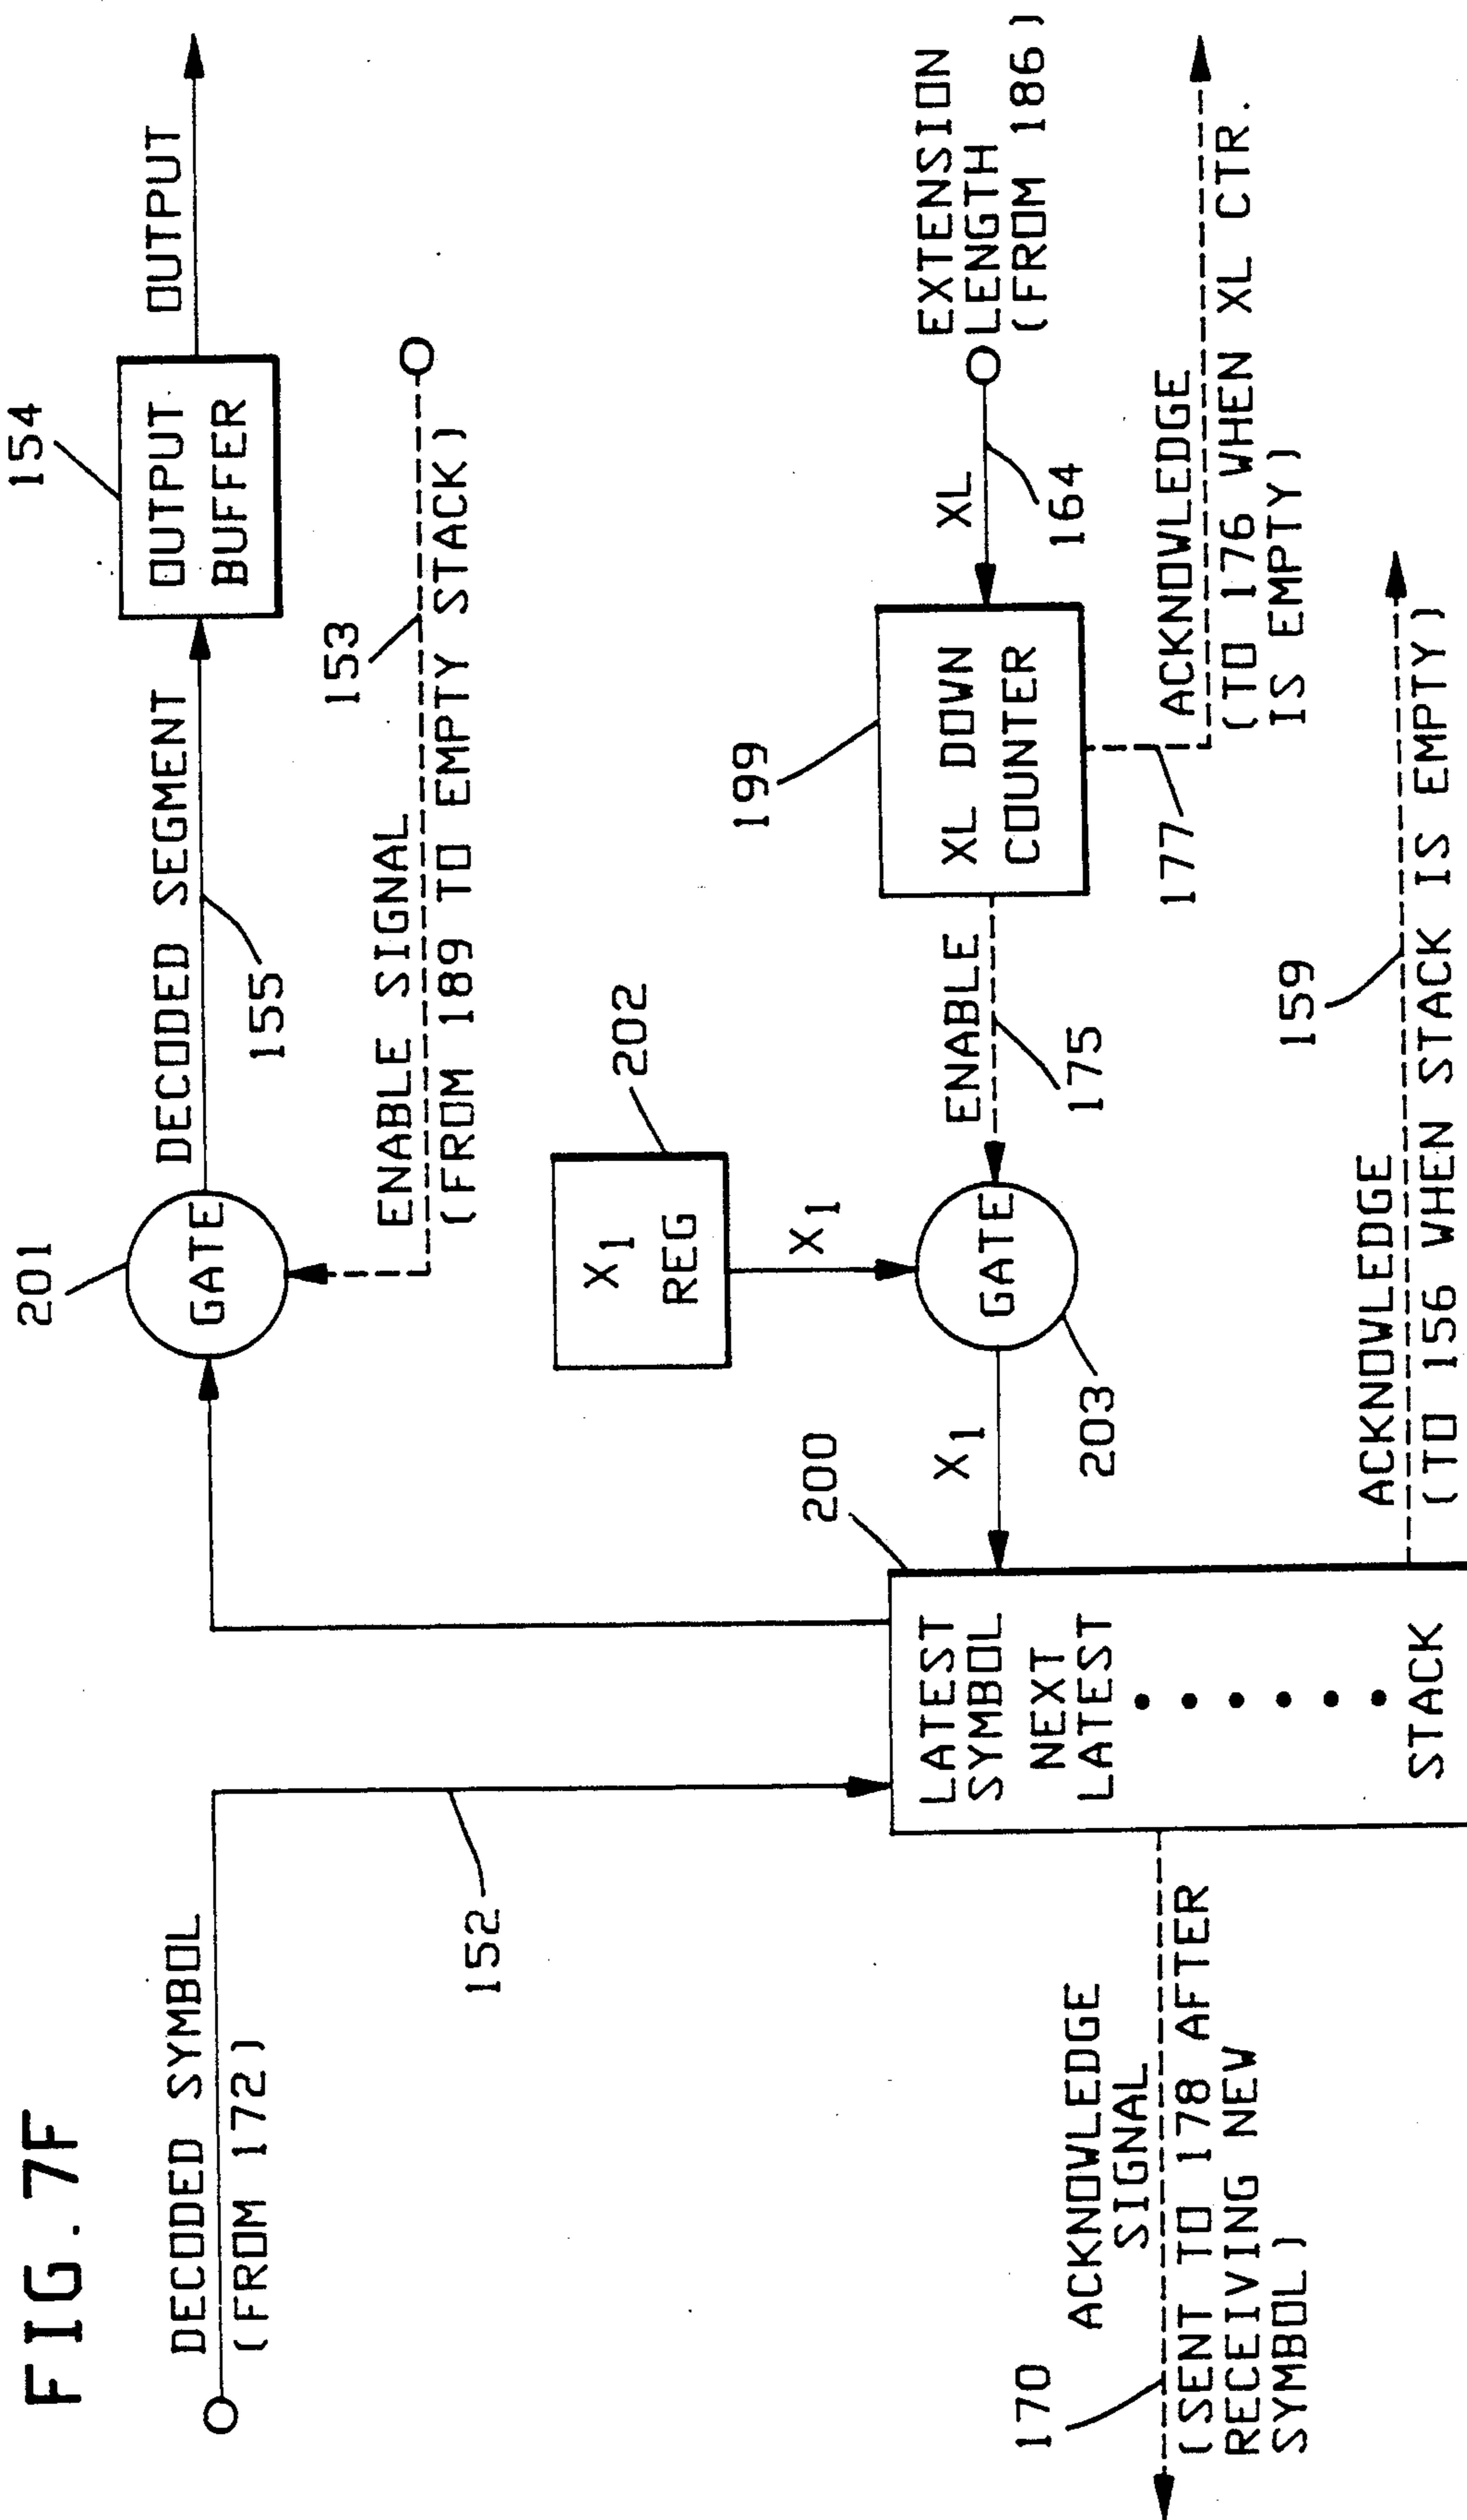 FIG. 7F
DECODED SYMBOL
(FROM 172)
152
201
GATE
DECODED SEGMENT
155
154
OUTPUT
BUFFER
OUTPUT
ENABLE SIGNAL
(FROM 189 TO EMPTY STACK)
153
X1
REG
202
X1
GATE
203
X1
ENABLE
175
199
XL DOWN
COUNTER
XL
164
EXTENSION
LENGTH
(FROM 186)
177
ACKNOWLEDGE
(TO 176 WHEN XL CTR.
IS EMPTY)
200
LATEST
SYMBOL
NEXT
LATEST
STACK
170
ACKNOWLEDGE
SIGNAL
(SENT TO 178 AFTER
RECEIVING NEW
SYMBOL)
159
ACKNOWLEDGE
(TO 156 WHEN STACK IS EMPTY)